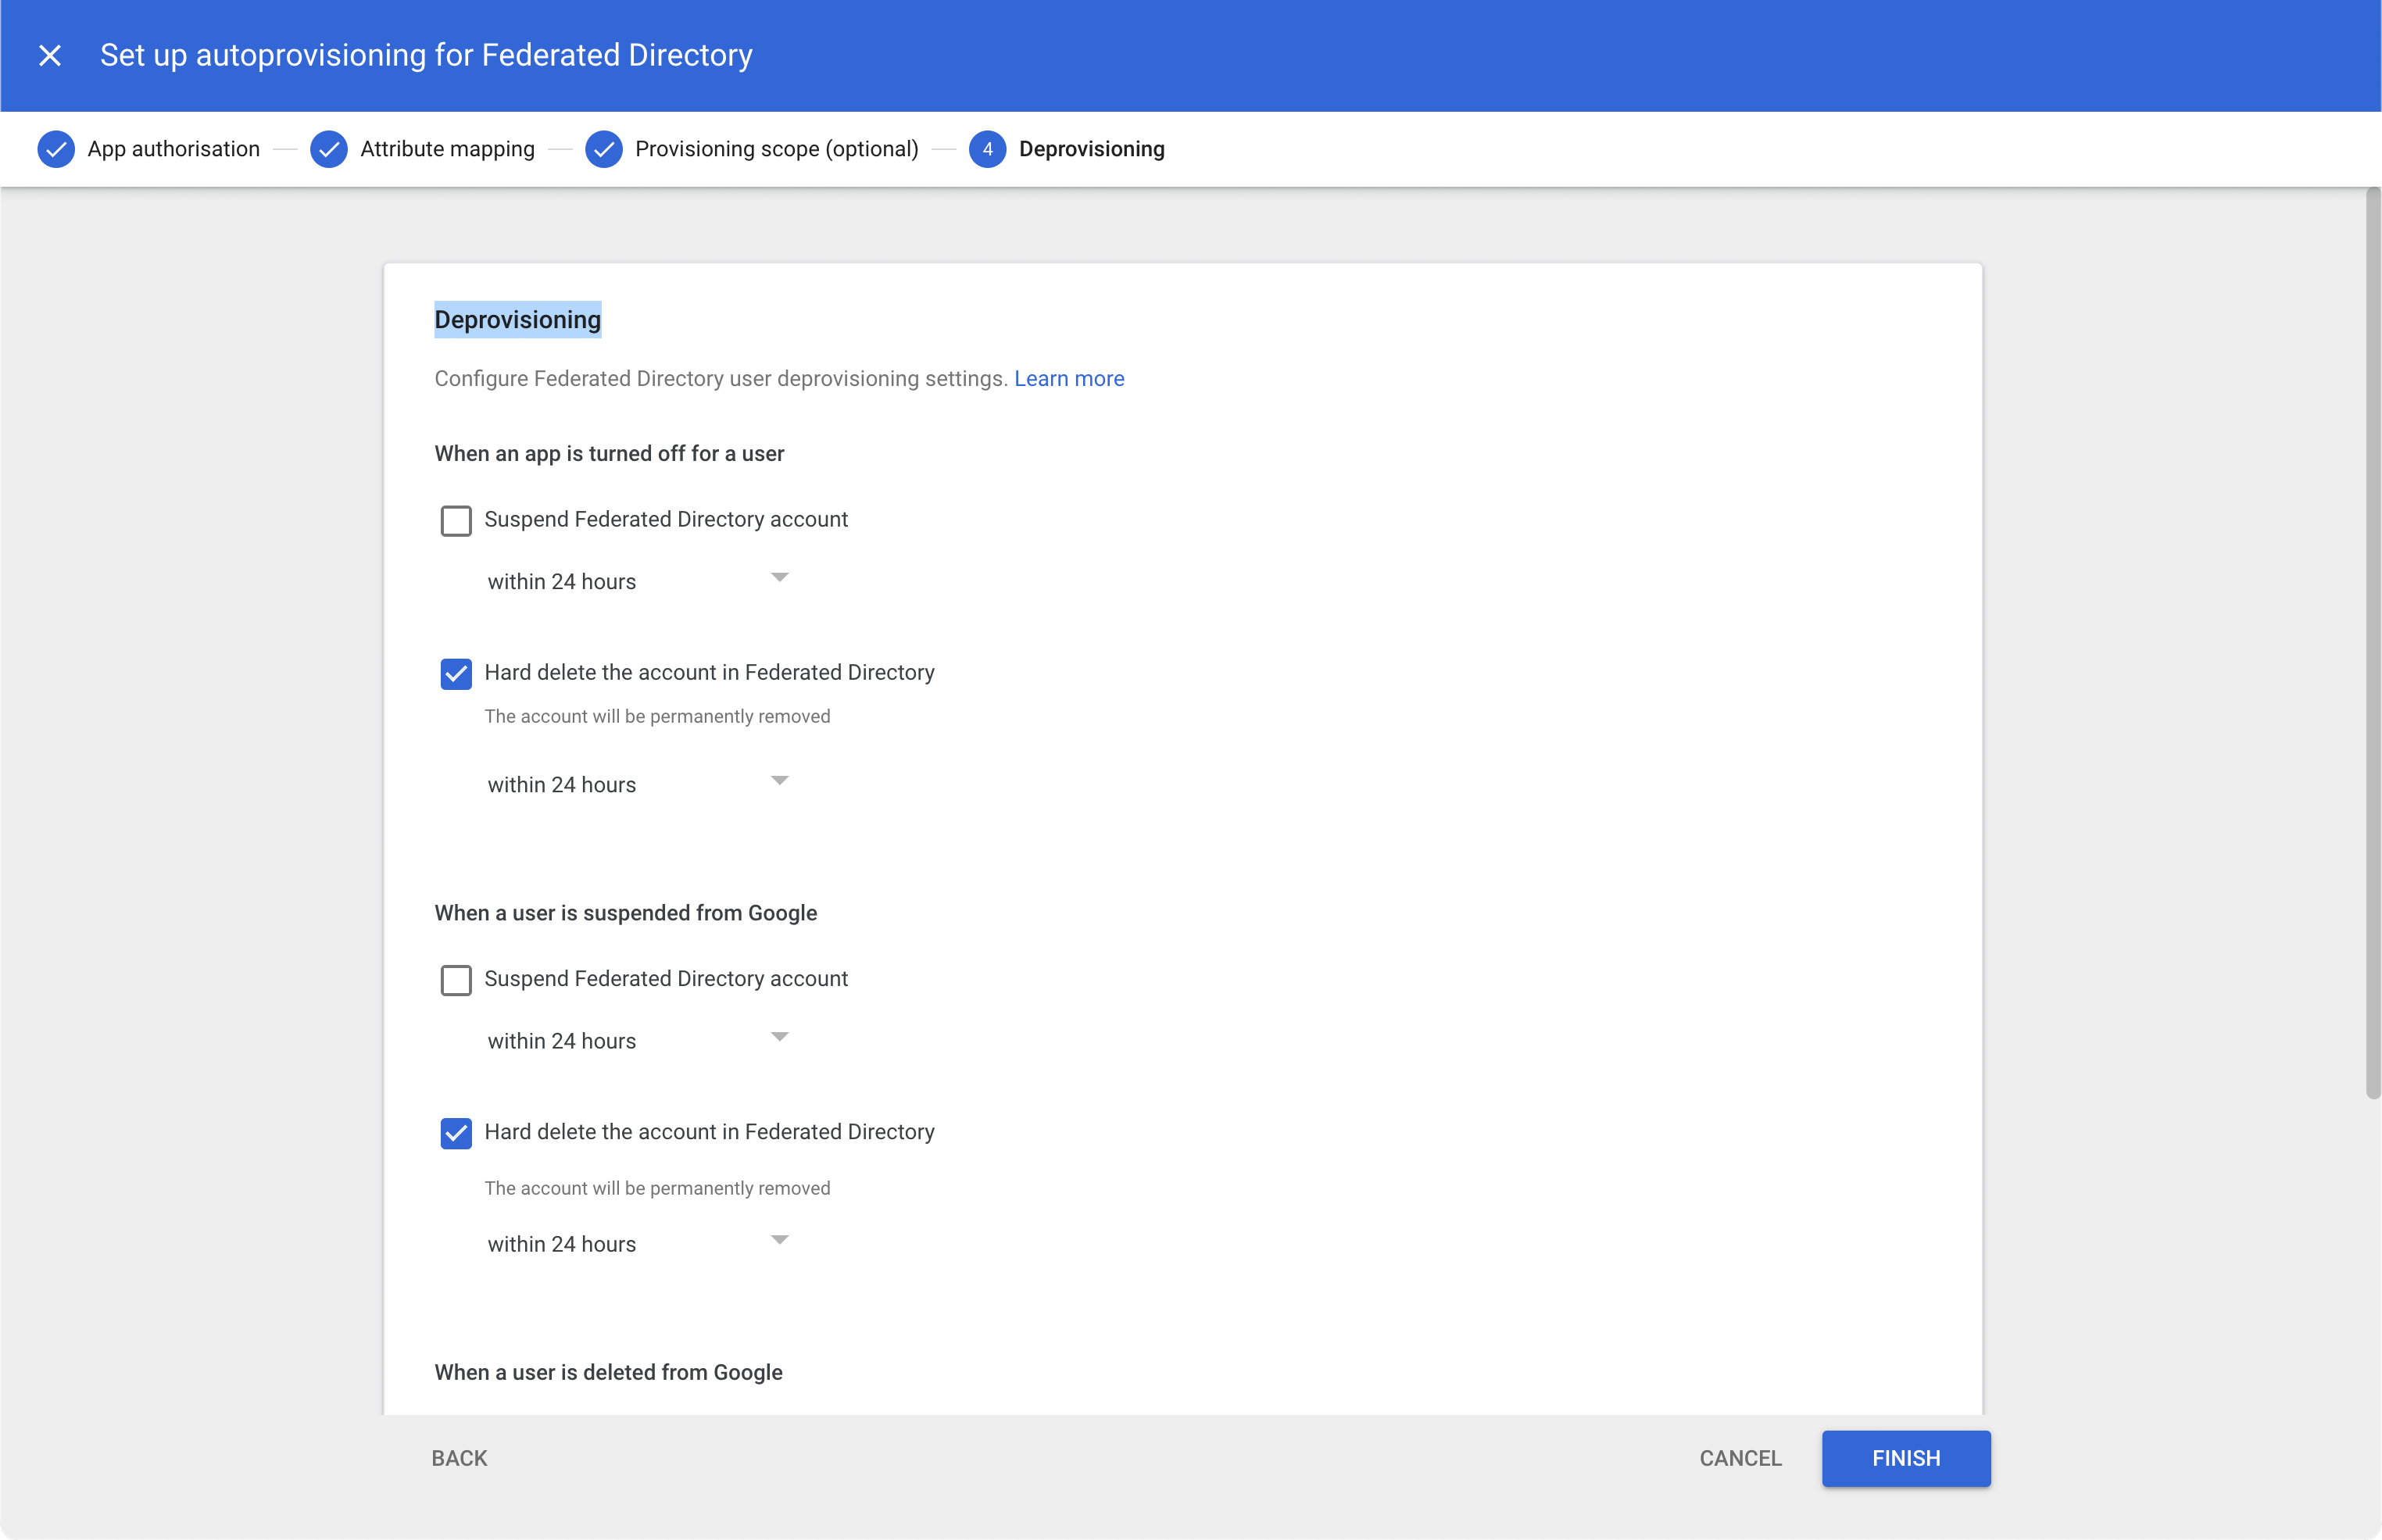 Set up autoprovisioning for Federated Directory
App authorisation Attribute mapping Provisioning scope (optional) 4 Deprovisioning
Deprovisioning
Configure Federated Directory user deprovisioning settings. Learn more
When an app is turned off for a user
Suspend Federated Directory account
within 24 hours
Hard delete the account in Federated Directory
The account will be permanently removed
within 24 hours
When a user is suspended from Google
Suspend Federated Directory account
within 24 hours
Hard delete the account in Federated Directory
The account will be permanently removed
within 24 hours
When a user is deleted from Google
BACK CANCEL FINISH